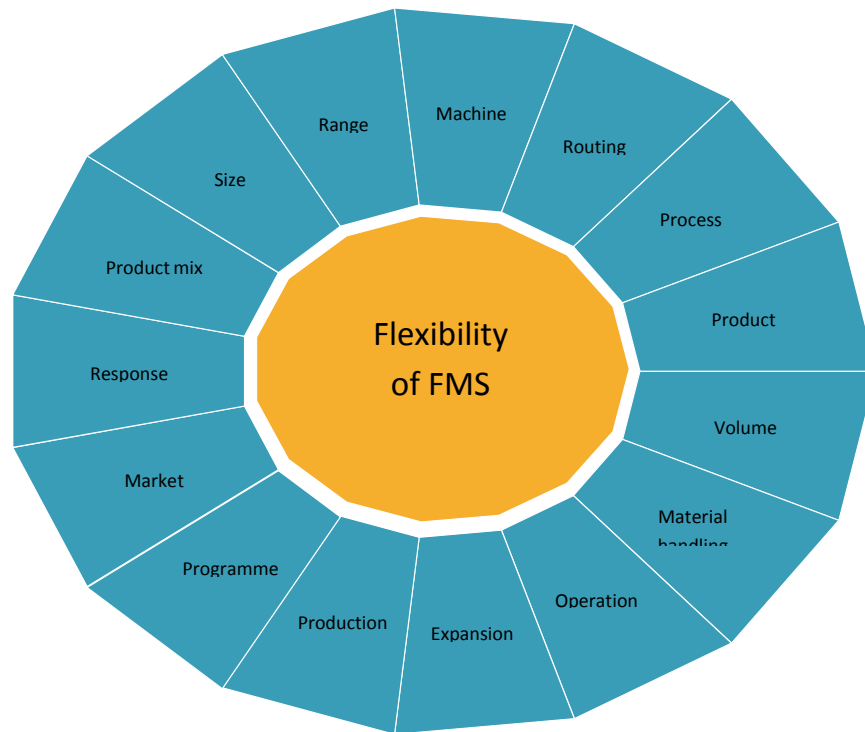 Flexibility
of FMS
Machine
Routing
Process
Product
Volume
Material
handling
Operation
Expansion
Production
Programme
Market
Response
Product mix
Size
Range